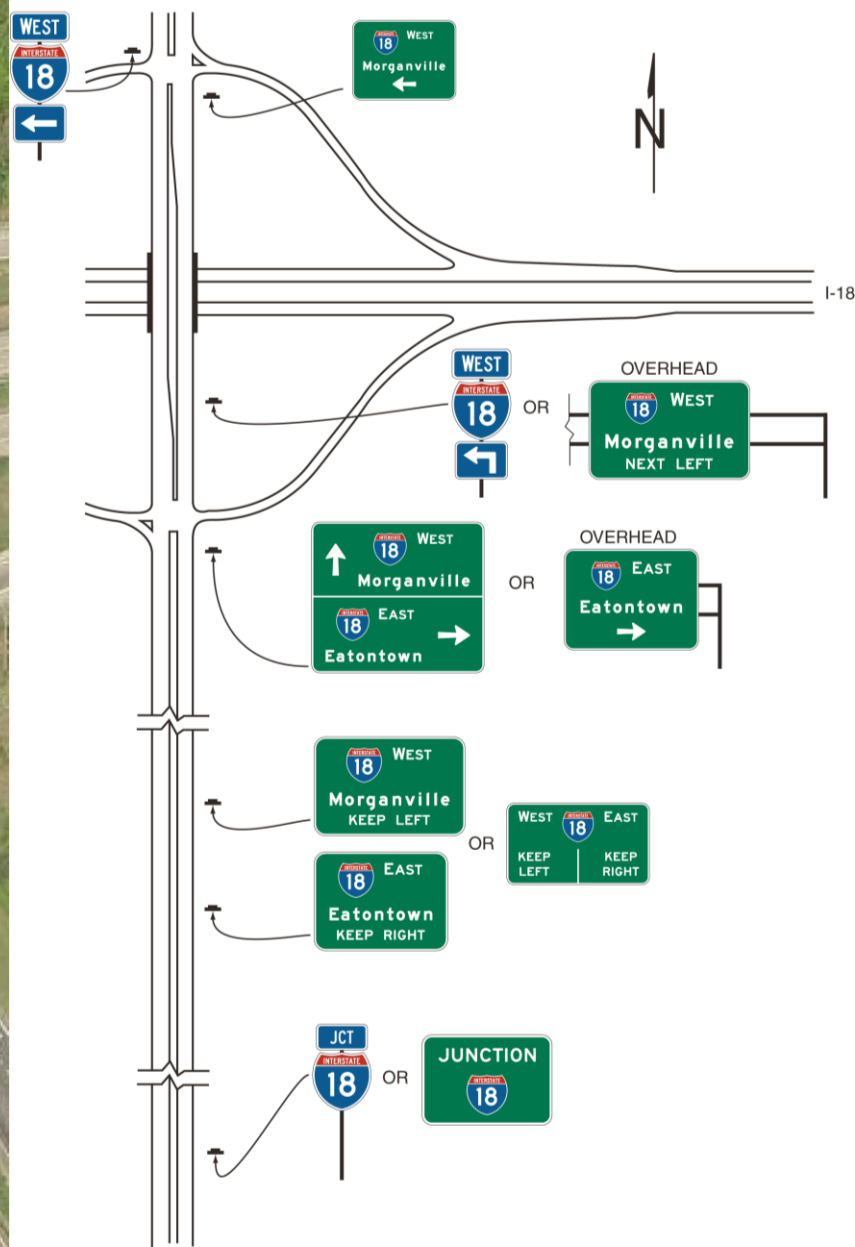 WEST
INTERSTATE
18
INTERSTATE
18 WEST
Morganville
N
I-18
WEST
INTERSTATE
18
OR
OVERHEAD
INTERSTATE
18 WEST
Morganville
NEXT LEFT
INTERSTATE
18 WEST
Morganville
INTERSTATE
18 EAST
Eatontown
OR
OVERHEAD
INTERSTATE
18 EAST
Eatontown
INTERSTATE
18 WEST
Morganville
KEEP LEFT
INTERSTATE
18 EAST
Eatontown
KEEP RIGHT
OR
INTERSTATE
WEST 18 EAST
KEEP LEFT
KEEP RIGHT
JCT
INTERSTATE
18
OR
JUNCTION
INTERSTATE
18